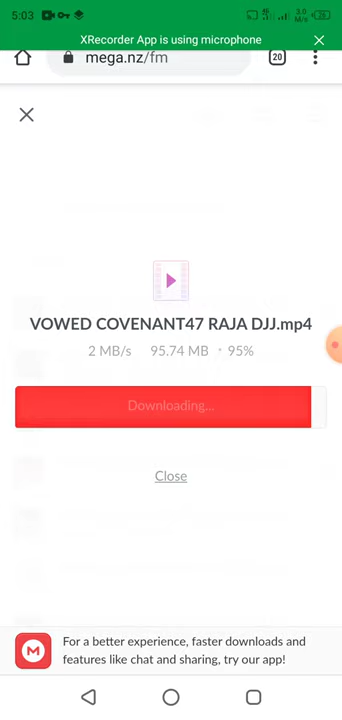 5:03
3.0
M/s
XRecorder App is using microphone
mega.nz/fm
20
VOWED COVENANT47 RAJA DJJ.mp4
2 MB/s 95.74 MB · 95%
Downloading...
Close
M
For a better experience, faster downloads and
features like chat and sharing, try our app!